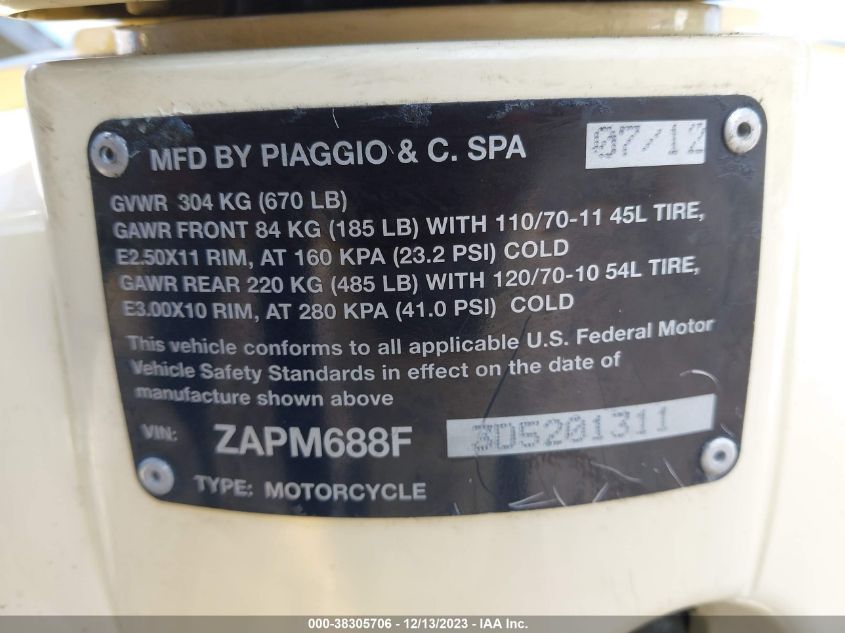 MFD BY PIAGGIO & C. SPA 07/12
GVWR 304 KG (670 LB)
GAWR FRONT 84 KG (185 LB) WITH 110/70-11 45L TIRE,
E2.50X11 RIM, AT 160 KPA (23.2 PSI) COLD
GAWR REAR 220 KG (485 LB) WITH 120/70-10 54L TIRE,
E3.00X10 RIM, AT 280 KPA (41.0 PSI) COLD
This vehicle conforms to all applicable U.S. Federal Motor
Vehicle Safety Standards in effect on the date of
manufacture shown above
VIN: ZAPM688F 3D5201311
TYPE: MOTORCYCLE
000-38305706 - 12/13/2023 - IAA Inc.